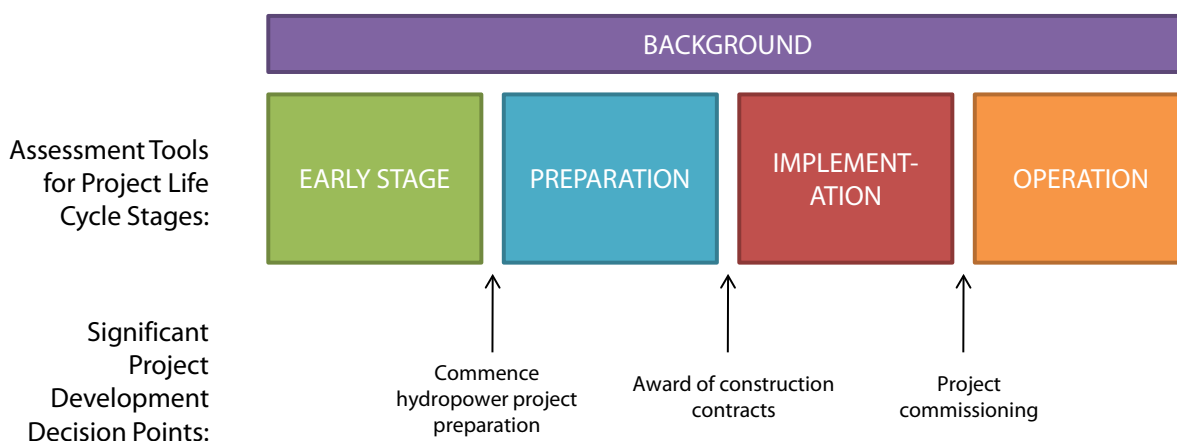 BACKGROUND
Assessment Tools
for Project Life
Cycle Stages:
EARLY STAGE
PREPARATION
IMPLEMENT-
ATION
OPERATION
Significant
Project
Development
Decision Points:
Commence
hydropower project
preparation
Award of construction
contracts
Project
commissioning